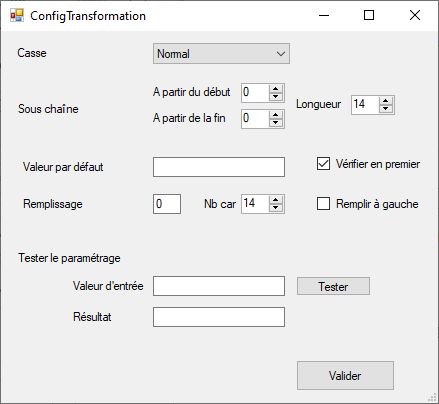 ConfigTransformation
Casse Normal
A partir du début 0
Sous chaîne Longueur 14
A partir de la fin 0
Valeur par défaut Vérifier en premier
Remplissage 0 Nb car 14 Remplir à gauche
Tester le paramétrage
Valeur d'entrée Tester
Résultat
Valider